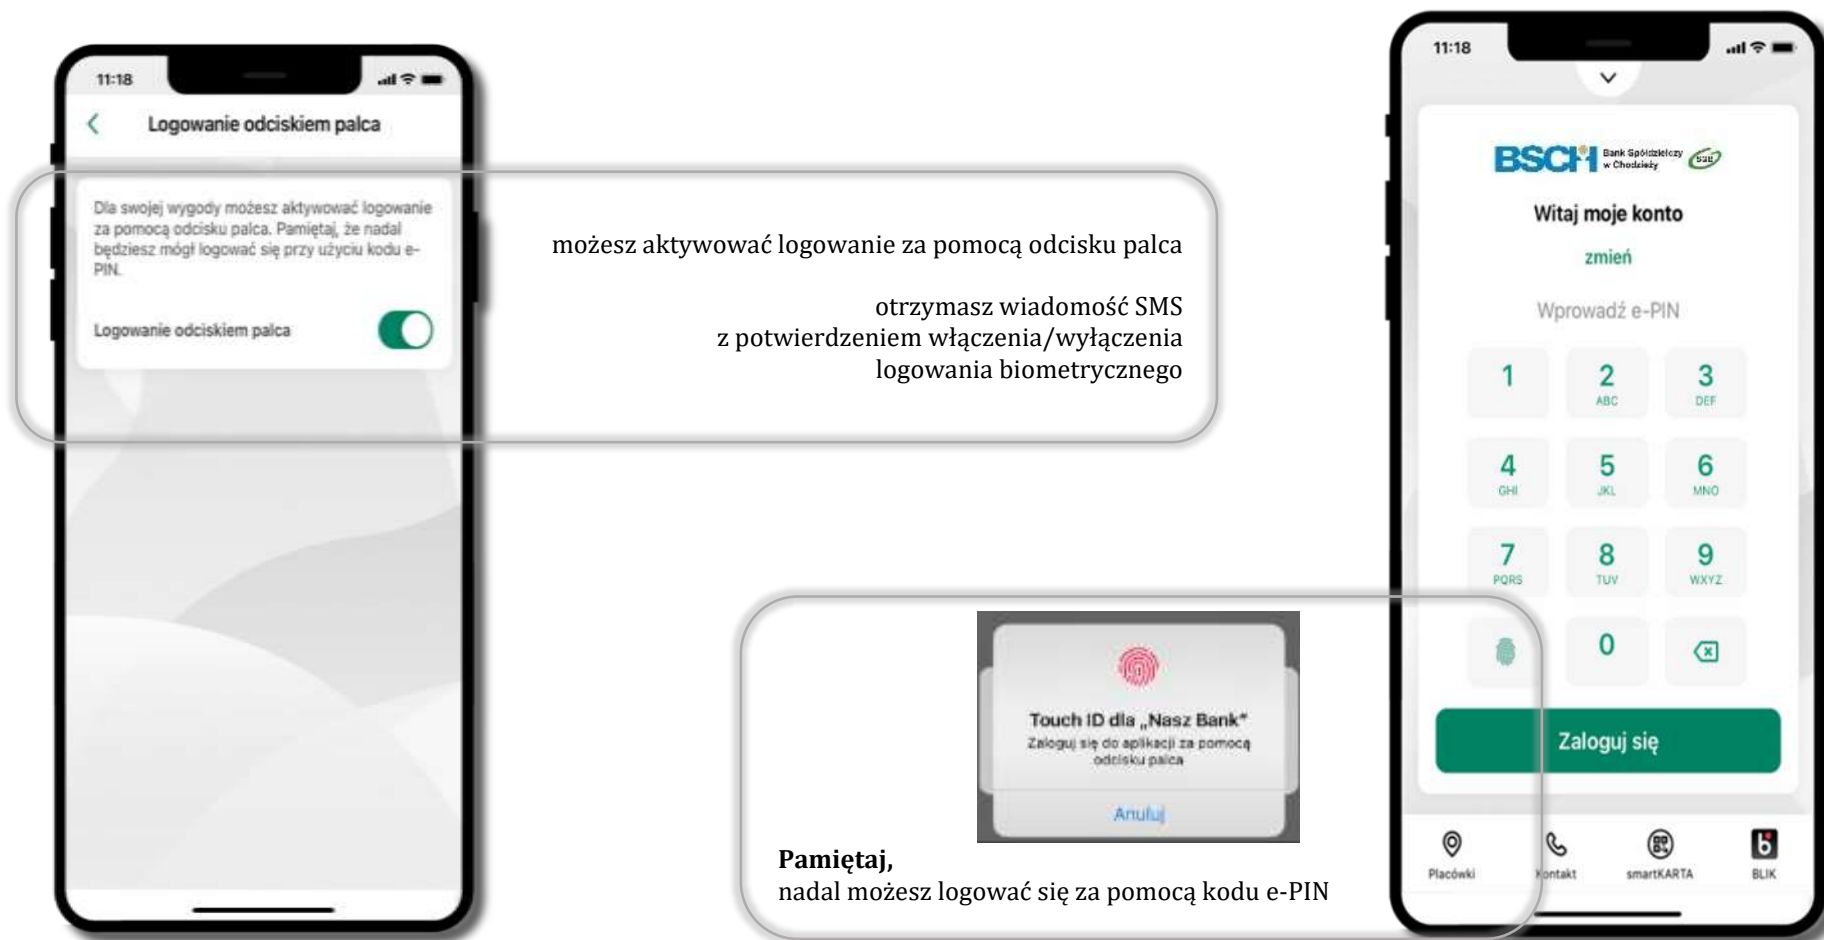 11:18
Logowanie odciskiem palca
Dla swojej wygody możesz aktywować logowanie
za pomocą odcisku palca. Pamiętaj, że nadal
będziesz mógł logować się przy użyciu kodu e-
PIN.
Logowanie odciskiem palca
możesz aktywować logowanie za pomocą odcisku palca
otrzymasz wiadomość SMS
z potwierdzeniem włączenia/wyłączenia
logowania biometrycznego
Touch ID dla „Nasz Bank"
Zaloguj się do aplikacji za pomocą
odcisku palca
Anuluj
Pamiętaj,
nadal możesz logować się za pomocą kodu e-PIN
11:18
BSCH Bank Spółdzielczy
w Chodzieży
SGB
Witaj moje konto
zmień
Wprowadź e-PIN
1 2 3
ABC DEF
4 5 6
GHI JKL MNO
7 8 9
PQRS TUV WXYZ
0
Zaloguj się
Placówki Kontakt smartKARTA BLIK